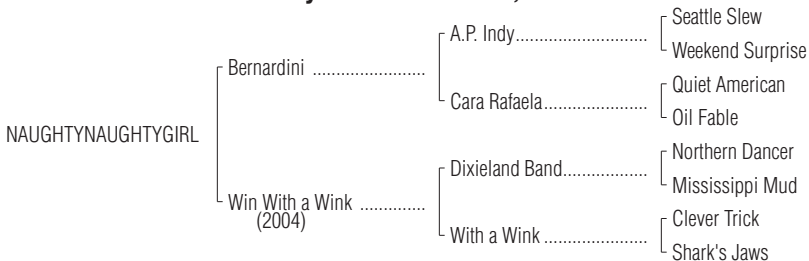 Seattle Slew
A.P. Indy............................
Weekend Surprise
Bernardini ........................
Quiet American
Cara Rafaela......................
Oil Fable
NAUGHTYNAUGHTYGIRL
Northern Dancer
Dixieland Band..................
Mississippi Mud
Win With a Wink ..............
(2004)
Clever Trick
With a Wink ......................
Shark's Jaws